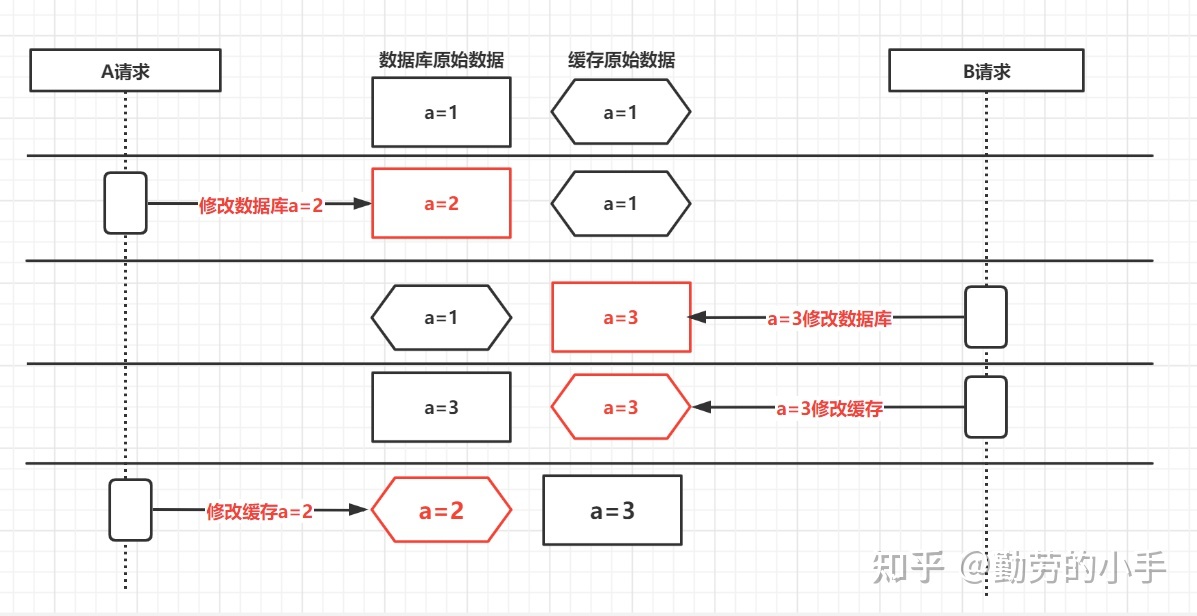 数据库原始数据
缓存原始数据
A请求
B请求
a=1
a=1
修改数据库a=2
a=2
a=1
a=1
a=3
a=3修改数据库
a=3
a=3
a=3修改缓存
修改缓存a=2
a=2
a=3
知乎 @勤劳的小手